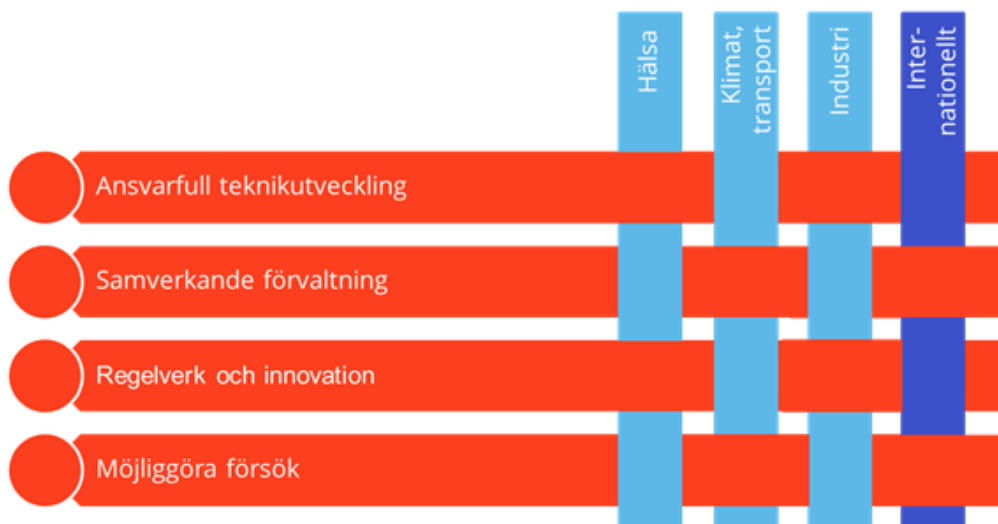 Hälsa
Klimat,
transport
Industri
Inter-
nationellt
Ansvarfull teknikutveckling
Samverkande förvaltning
Regelverk och innovation
Möjliggöra försök